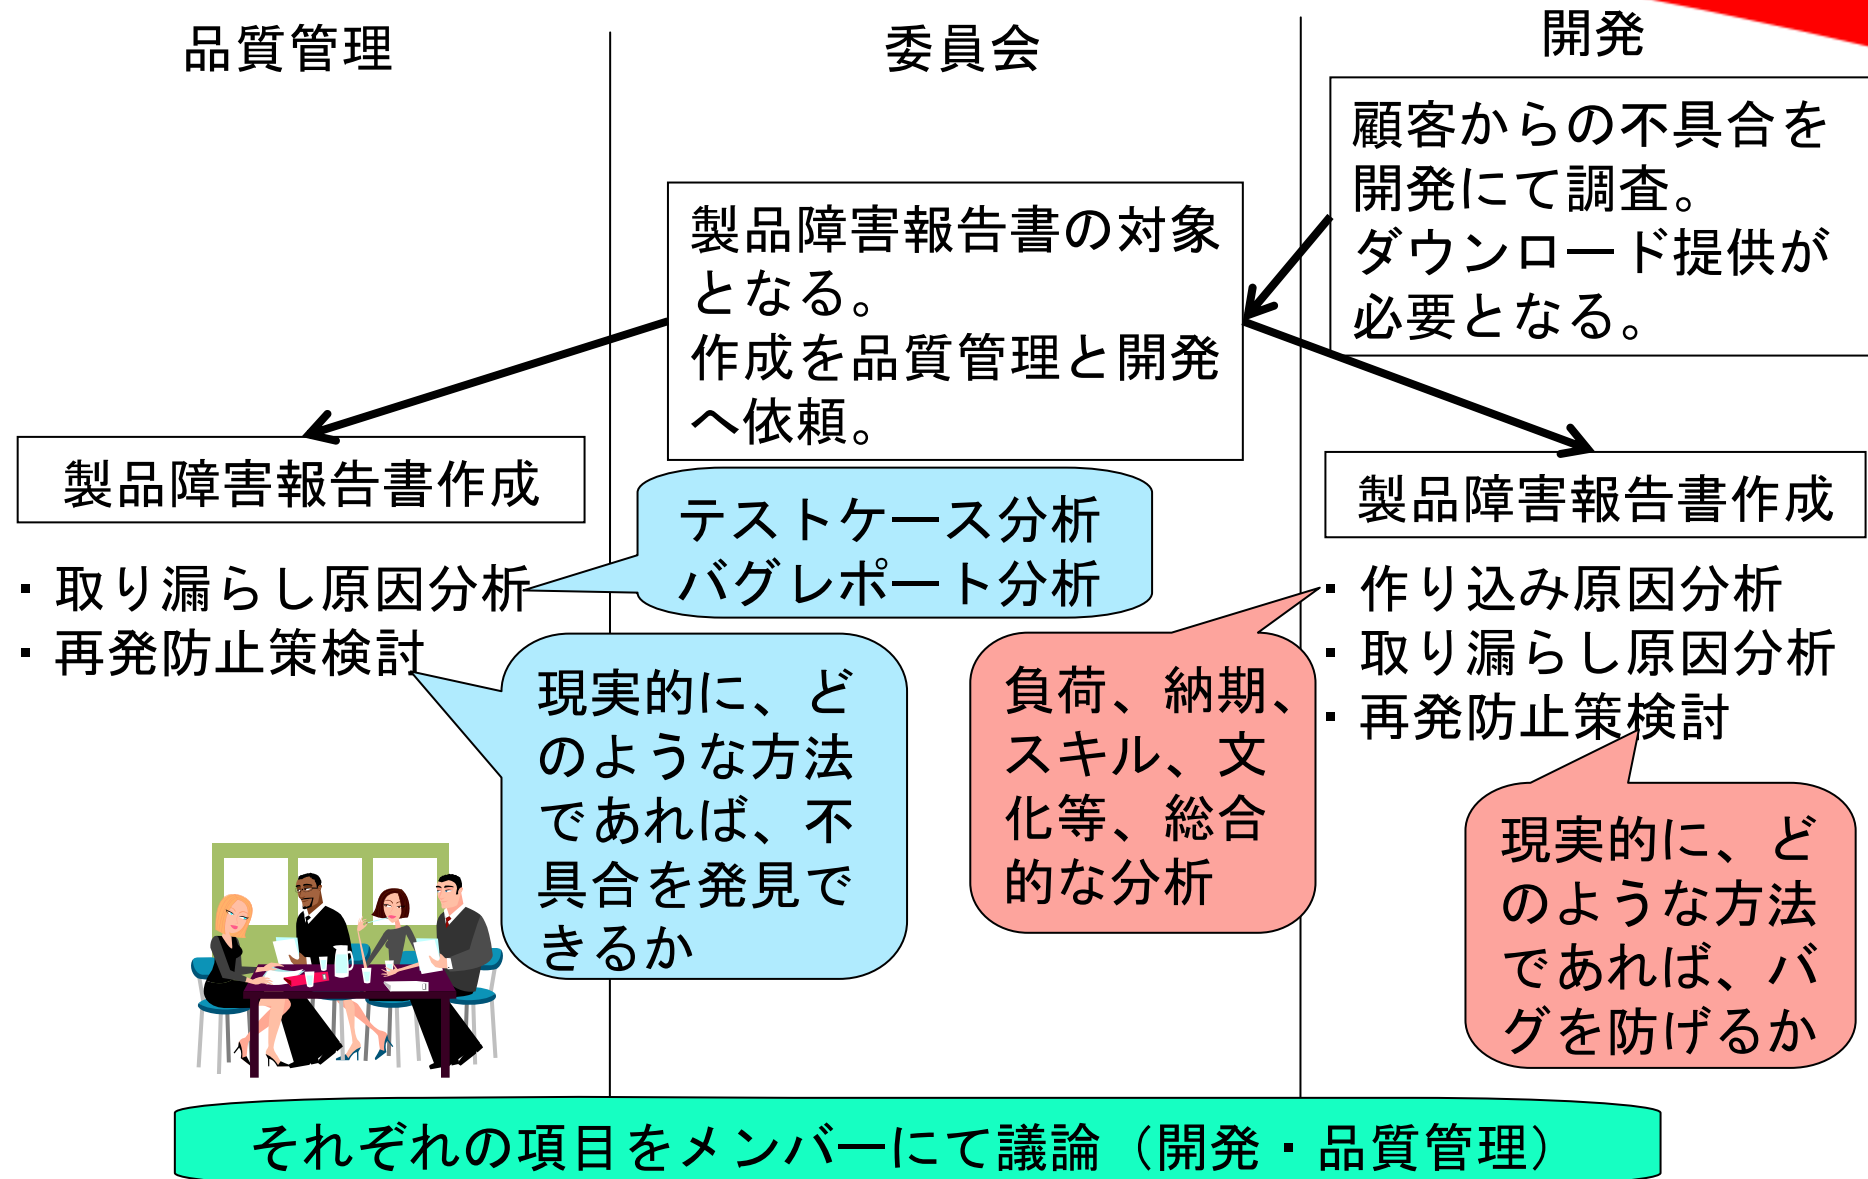 品質管理
委員会
開発
顧客からの不具合を
開発にて調査。
ダウンロード提供が
必要となる。
製品障害報告書の対象
となる。
作成を品質管理と開発
へ依頼。
製品障害報告書作成
・取り漏らし原因分析
・再発防止策検討
テストケース分析
バグレポート分析
現実的に、ど
のような方法
であれば、不
具合を発見で
きるか
製品障害報告書作成
・作り込み原因分析
・取り漏らし原因分析
・再発防止策検討
負荷、納期、
スキル、文
化等、総合
的な分析
現実的に、ど
のような方法
であれば、バ
グを防げるか
それぞれの項目をメンバーにて議論（開発・品質管理）